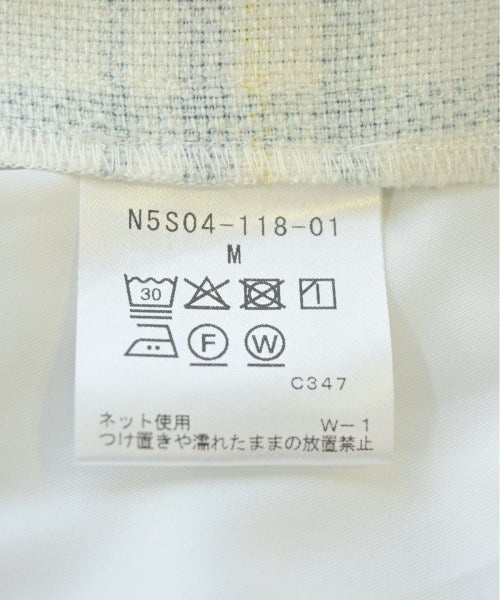 N5S04-118-01
M
30
F W
C347
ネット使用 W-1
つけ置きや濡れたままの放置禁止